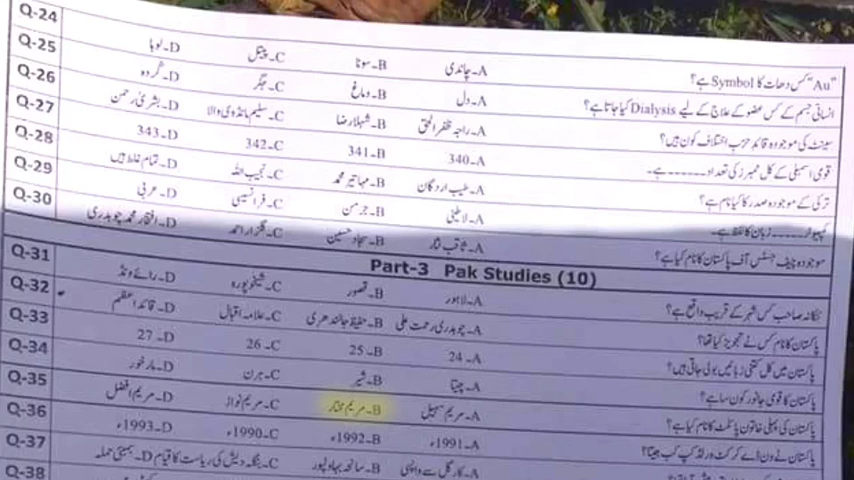 Q-24 "Au" کس دھات کا Symbol ہے؟ A۔چاندی B۔سونا C۔پیتل D۔لوہا
Q-25 انسانی جسم کے کس عضو کے علاج کے لیے Dialysis کیا جاتا ہے؟ A۔دل B۔دماغ C۔جگر D۔گردہ
Q-26 سینٹ کی موجودہ قائد حزب اختلاف کون ہیں؟ A۔راجہ ظفرالحق B۔شہلا رضا C۔سلیم مانڈوی والا D۔بشریٰ رحمن
Q-27 قومی اسمبلی کے کل ممبرز کی تعداد ------ ہے۔ A۔340 B۔341 C۔342 D۔343
Q-28 ترکی کے موجودہ صدر کا کیا نام ہے؟ A۔طیب اردگان B۔مہاتیر محمد C۔نجیب اللہ D۔تمام غلط ہیں
Q-29 کمپیوٹر ------ زبان کا لفظ ہے۔ A۔لاطینی B۔جرمن C۔فرانسیسی D۔عربی
Q-30 موجودہ چیف جسٹس آف پاکستان کا نام کیا ہے؟ A۔ثاقب نثار B۔سجاد حسین C۔گلزار احمد D۔افتخار محمد چوہدری
Part-3 Pak Studies (10)
Q-31 ننکانہ صاحب کس شہر کے قریب واقع ہے؟ A۔لاہور B۔قصور C۔شیخوپورہ D۔رائے ونڈ
Q-32 پاکستان کا نام کس نے تجویز کیا تھا؟ A۔چوہدری رحمت علی B۔حفیظ جالندھری C۔علامہ اقبال D۔قائد اعظم
Q-33 پاکستان میں کل کتنی زبانیں بولی جاتی ہیں؟ A۔24 B۔25 C۔26 D۔27
Q-34 پاکستان کا قومی جانور کون سا ہے؟ A۔چیتا B۔شیر C۔ہرن D۔مارخور
Q-35 پاکستان کی پہلی خاتون پائلٹ کا نام کیا ہے؟ A۔مریم سہیل B۔مریم مختار C۔مریم نواز D۔مریم افضل
Q-36 پاکستان نے ون ڈے کرکٹ ورلڈ کپ کب جیتا؟ A۔1991ء B۔1992ء C۔1990ء D۔1993ء
Q-37 A۔کارگل سے واپسی B۔سانحہ بہاولپور C۔بنگلہ دیش کی ریاست کا قیام D۔بمبئی حملہ
Q-38